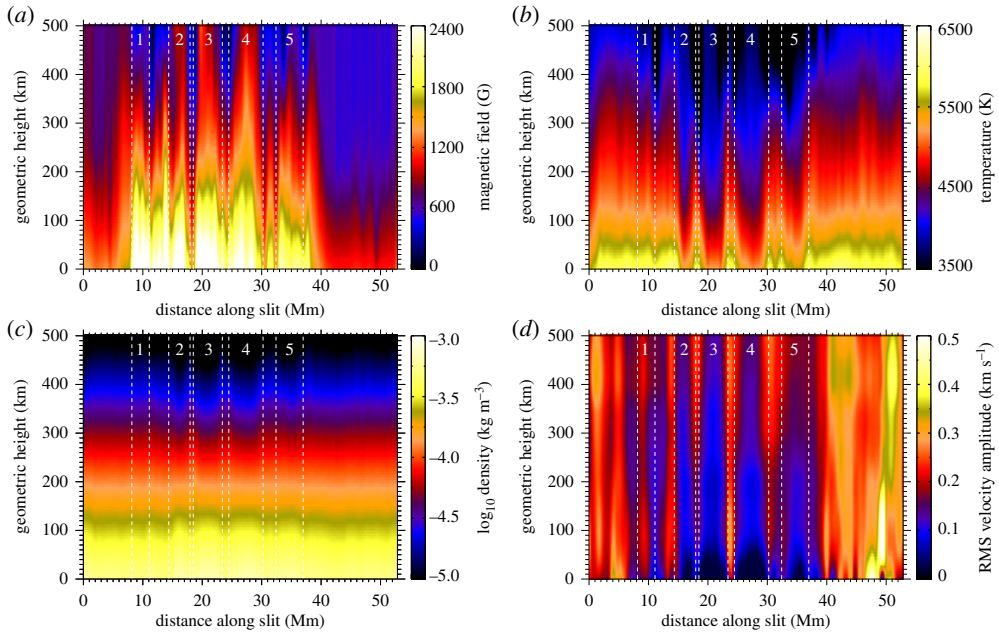 (a)
(b)
500
400
300
200
100
0
geometric height (km)
1 2 3 4 5
0 10 20 30 40 50
distance along slit (Mm)
2400
1800
1200
600
0
magnetic field (G)
500
400
300
200
100
0
geometric height (km)
1 2 3 4 5
0 10 20 30 40 50
distance along slit (Mm)
6500
5500
4500
3500
temperature (K)
(c)
(d)
500
400
300
200
100
0
geometric height (km)
1 2 3 4 5
0 10 20 30 40 50
distance along slit (Mm)
–3.0
–3.5
–4.0
–4.5
–5.0
log₁₀ density (kg m⁻³)
500
400
300
200
100
0
geometric height (km)
1 2 3 4 5
0 10 20 30 40 50
distance along slit (Mm)
0.5
0.4
0.3
0.2
0.1
0
RMS velocity amplitude (km s⁻¹)